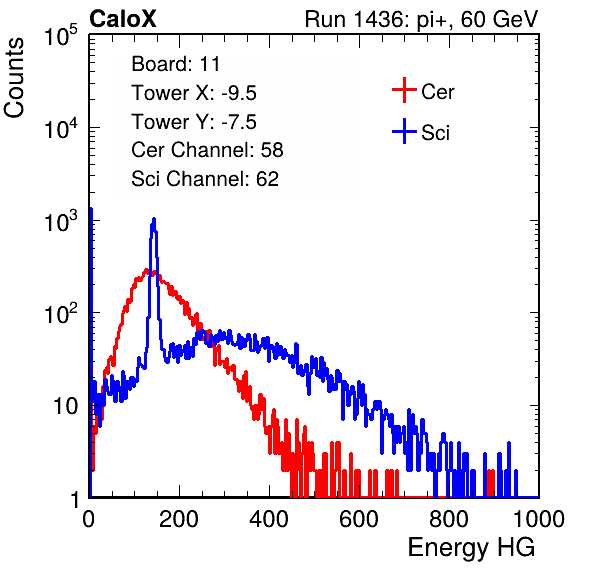 CaloX Run 1436: pi+, 60 GeV
Counts
Board: 11
Tower X: -9.5
Tower Y: -7.5
Cer Channel: 58
Sci Channel: 62
Cer
Sci
10^5
10^4
10^3
10^2
10
1
0 200 400 600 800 1000
Energy HG